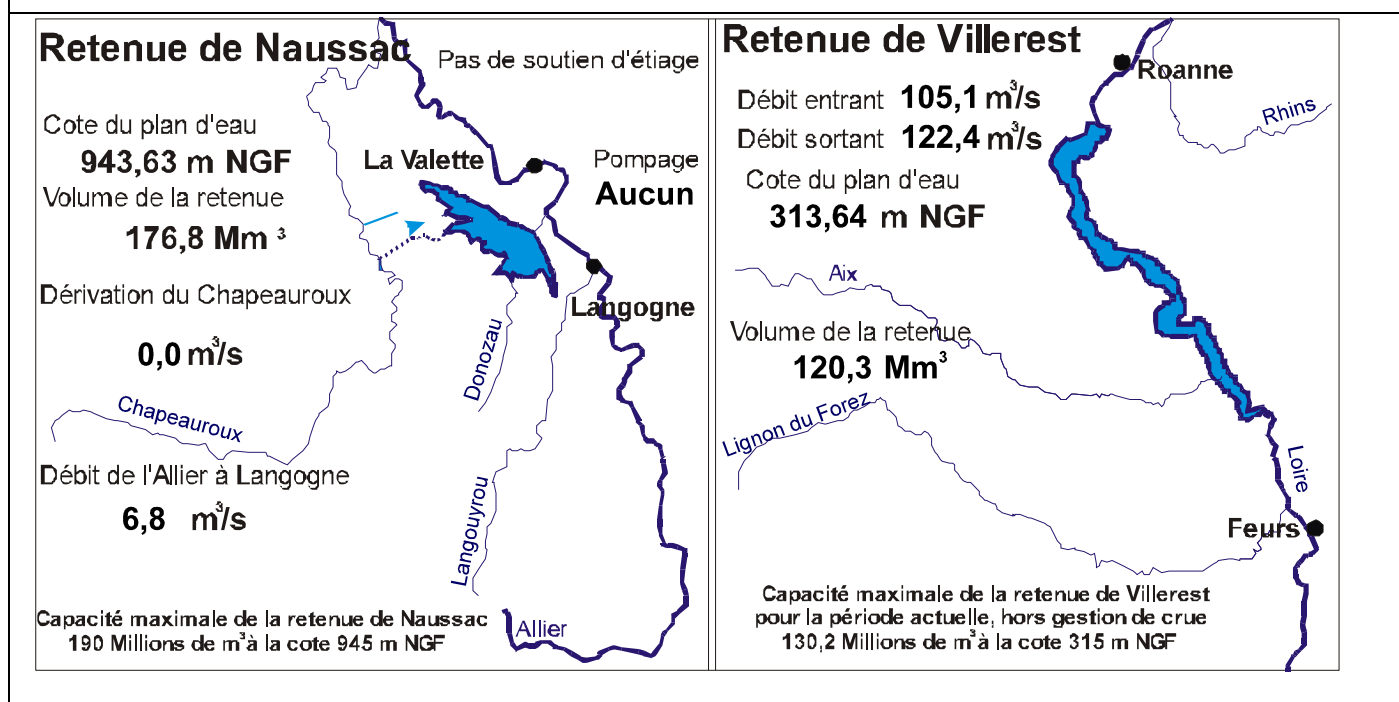 Retenue de Naussac
Pas de soutien d'étiage
Cote du plan d'eau
943,63 m NGF
La Valette
Pompage
Aucun
Volume de la retenue
176,8 Mm ³
Dérivation du Chapeauroux
0,0 m³/s
Langogne
Donozau
Chapeauroux
Débit de l'Allier à Langogne
6,8 m³/s
Langouyrou
Capacité maximale de la retenue de Naussac
190 Millions de m³ à la cote 945 m NGF
Allier
Retenue de Villerest
Roanne
Débit entrant 105,1 m³/s
Rhins
Débit sortant 122,4 m³/s
Cote du plan d'eau
313,64 m NGF
Aix
Volume de la retenue
120,3 Mm³
Lignon du Forez
Loire
Feurs
Capacité maximale de la retenue de Villerest
pour la période actuelle, hors gestion de crue
130,2 Millions de m³ à la cote 315 m NGF